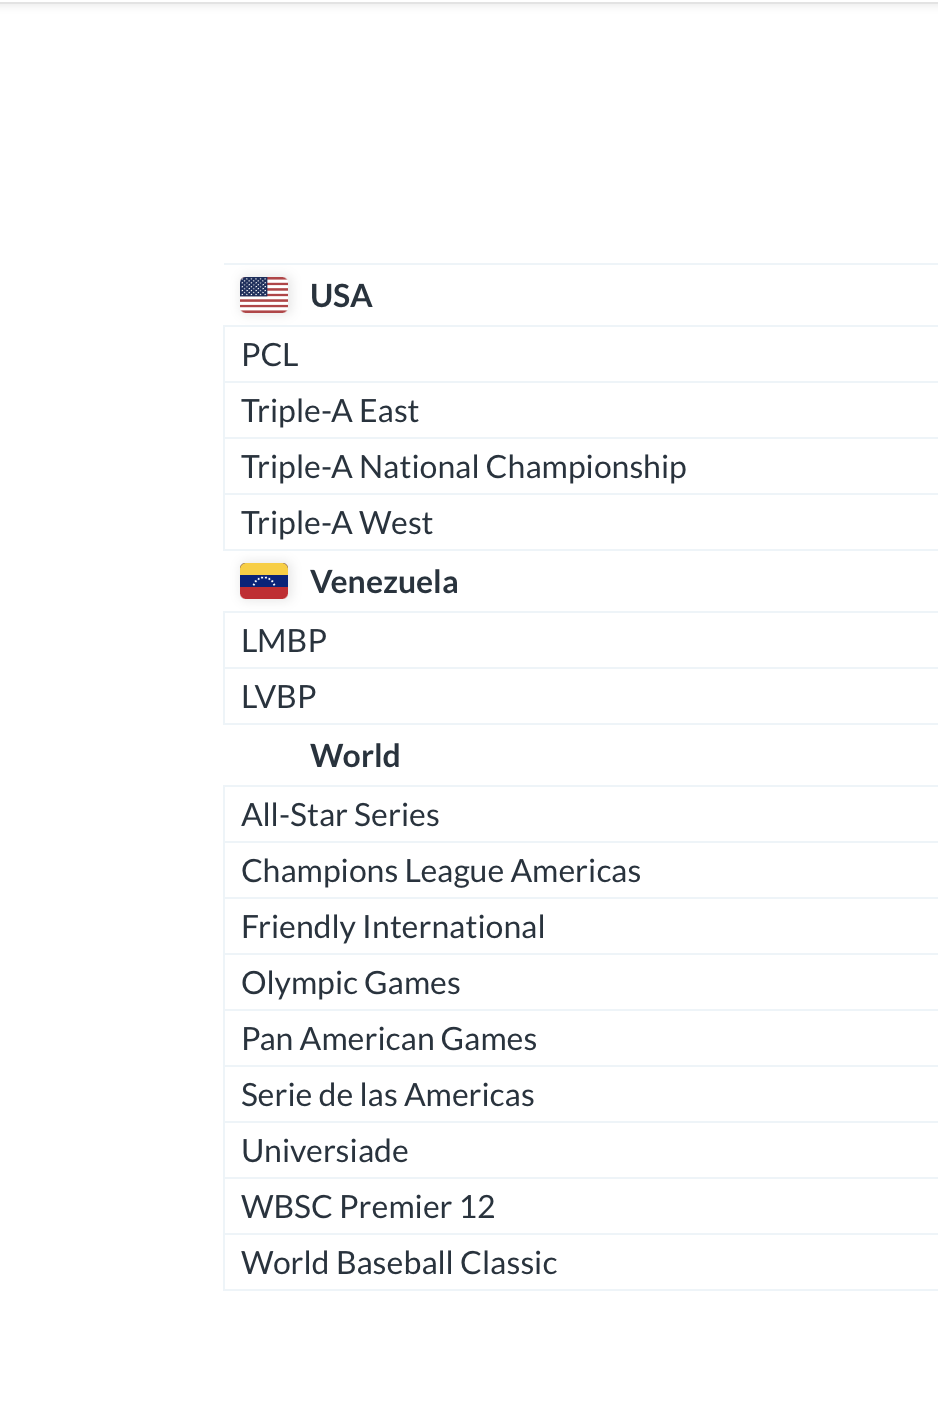 USA
PCL
Triple-A East
Triple-A National Championship
Triple-A West
Venezuela
LMBP
LVBP
World
All-Star Series
Champions League Americas
Friendly International
Olympic Games
Pan American Games
Serie de las Americas
Universiade
WBSC Premier 12
World Baseball Classic